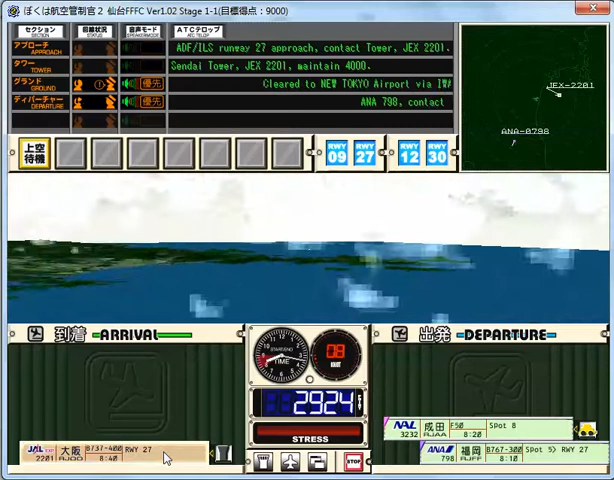 ぼくは航空管制官2 仙台FFFC Ver1.02 Stage 1-1(目標得点：9000)
セクション
SECTION
回線状況
STATUS
音声モード
SPEAKERMODE
ATCテロップ
ATC TELOP
アプローチ
APPROACH
ADF/ILS runway 27 approach, contact Tower, JEX 2201.
タワー
TOWER
Sendai Tower, JEX 2201, maintain 4000.
グランド
GROUND
優先
Cleared to NEW TOKYO Airport via IW
ディパーチャー
DEPARTURE
優先
ANA 798, contact
JEX-2201
ANA-0798
上空
待機
RWY
09
RWY
27
RWY
12
RWY
30
到着 ARRIVAL
出発 DEPARTURE
TIME
2924
STRESS
STOP
JAL
2201
大阪
RJOO
B737-400
8:40
RWY 27
NAL
3232
成田
RJAA
F50
8:20
Spot 8
ANA
798
福岡
RJFF
B767-300
8:10
Spot 5> RWY 27